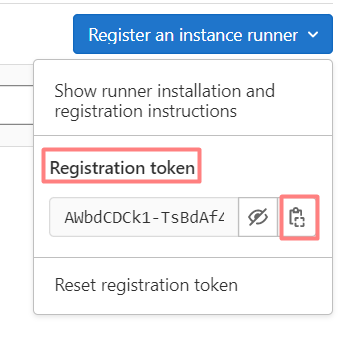 Register an instance runner
Show runner installation and
registration instructions
Registration token
AWbdCDCk1-TsBdAf4
Reset registration token